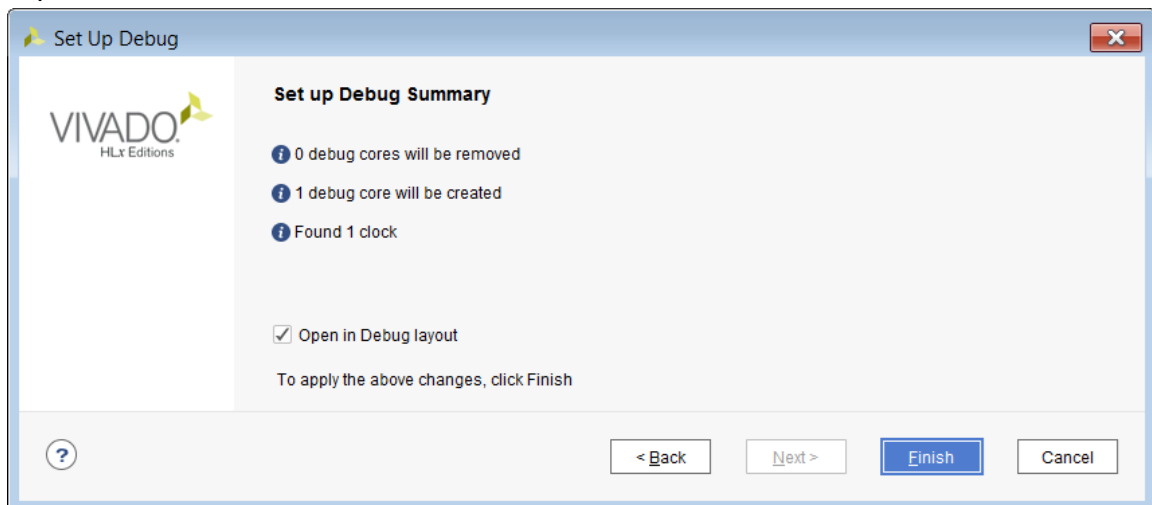 Set Up Debug
VIVADO.
HLx Editions
Set up Debug Summary
0 debug cores will be removed
1 debug core will be created
Found 1 clock
Open in Debug layout
To apply the above changes, click Finish
?
< Back
Next >
Finish
Cancel